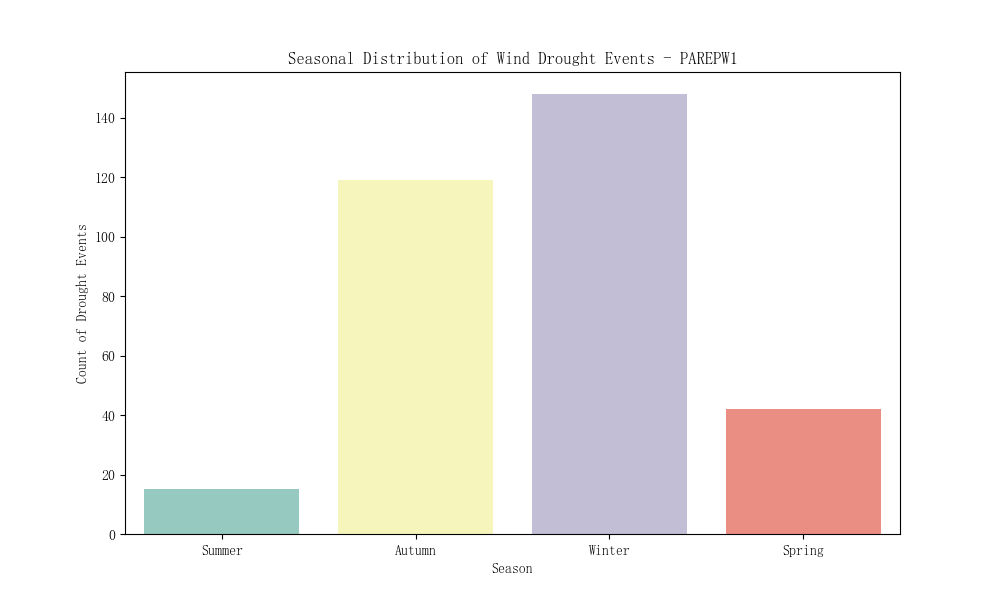 Seasonal Distribution of Wind Drought Events - PAREPW1
Count of Drought Events
140
120
100
80
60
40
20
0
Summer
Autumn
Winter
Spring
Season